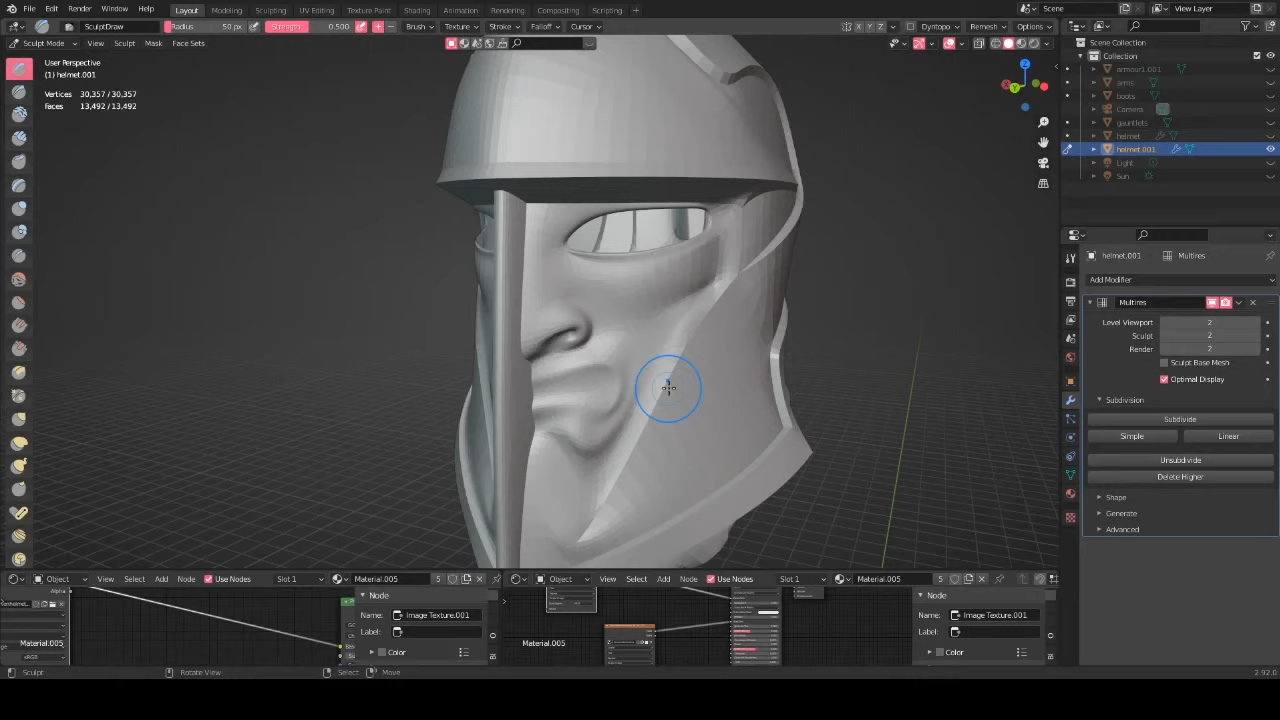 File Edit Render Window Help Layout Modeling Sculpting UV Editing Texture Paint Shading Animation Rendering Compositing Scripting Scene View Layer
SculptDraw Radius 50 px Strength 0.500 Brush Texture Stroke Falloff Cursor X Y Z Dyntopo Remesh Options
Sculpt Mode View Sculpt Mask Face Sets
Scene Collection
Collection
User Perspective
(1) helmet.001
armour1.001
arms
Vertices 30,357 / 30,357
boots
Faces 13,492 / 13,492
Camera
gauntlets
helmet
helmet.001
Light
Sun
helmet.001 Multires
Add Modifier
Multires
Level Viewport 2
Sculpt 2
Render 2
Sculpt Base Mesh
Optimal Display
Subdivision
Subdivide
Simple Linear
Unsubdivide
Delete Higher
Shape
Generate
Advanced
Object View Select Add Node Use Nodes Slot 1 Material.005 5
Object View Select Add Node Use Nodes Slot 1 Material.005 5
Alpha
Node
Name: Image Texture.001
Label:
Color
Material.005
sRGB
Node
Name: Image Texture.001
Label:
Color
Material.005
Sculpt Rotate View Select Move 2.92.0